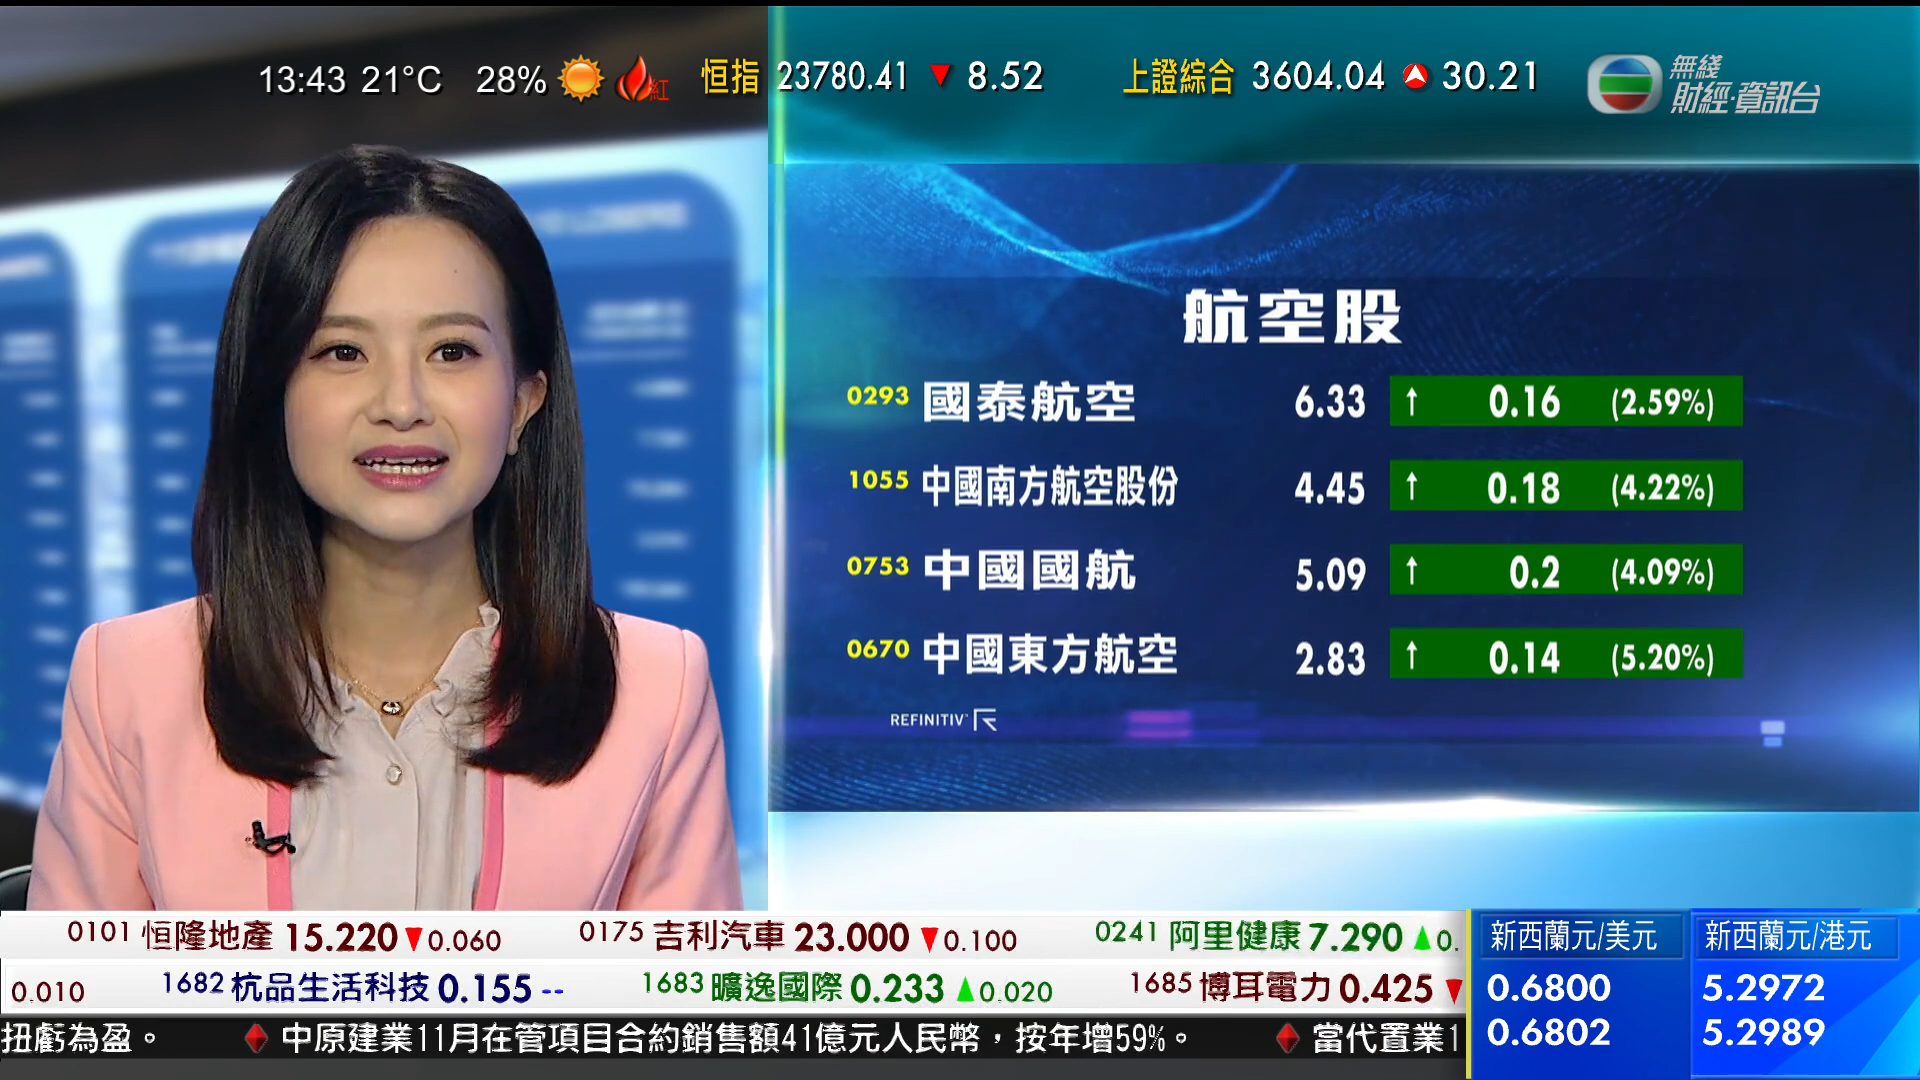 13:43 21°C 28% 紅 恒指 23780.41 ▼ 8.52 上證綜合 3604.04 ▲ 30.21
無綫
財經·資訊台
航空股
0293 國泰航空 6.33 ↑ 0.16 (2.59%)
1055 中國南方航空股份 4.45 ↑ 0.18 (4.22%)
0753 中國國航 5.09 ↑ 0.2 (4.09%)
0670 中國東方航空 2.83 ↑ 0.14 (5.20%)
REFINITIV
0101 恒隆地產 15.220 ▼ 0.060 0175 吉利汽車 23.000 ▼ 0.100 0241 阿里健康 7.290 ▲ 0.
0.010 1682 杭品生活科技 0.155 -- 1683 曠逸國際 0.233 ▲ 0.020 1685 博耳電力 0.425 ▼
扭虧為盈。 ◆ 中原建業11月在管項目合約銷售額41億元人民幣，按年增59%。 ◆ 當代置業1
新西蘭元/美元
0.6800
0.6802
新西蘭元/港元
5.2972
5.2989